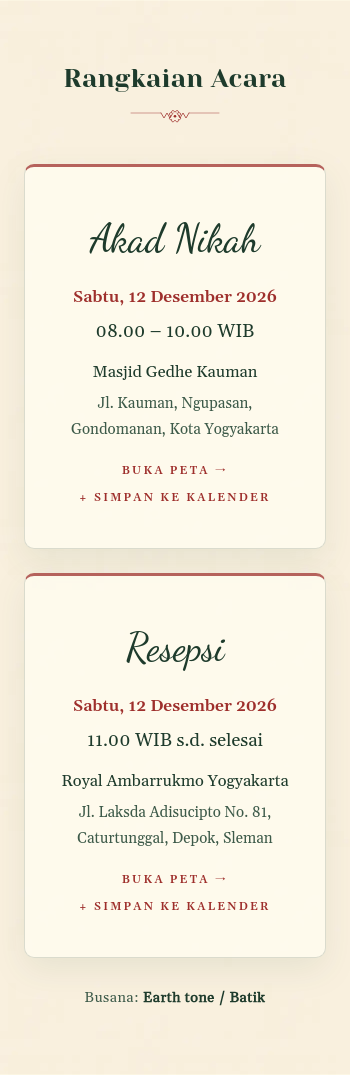 Rangkaian Acara
Akad Nikah
Sabtu, 12 Desember 2026
08.00 – 10.00 WIB
Masjid Gedhe Kauman
Jl. Kauman, Ngupasan,
Gondomanan, Kota Yogyakarta
BUKA PETA →
+ SIMPAN KE KALENDER
Resepsi
Sabtu, 12 Desember 2026
11.00 WIB s.d. selesai
Royal Ambarrukmo Yogyakarta
Jl. Laksda Adisucipto No. 81,
Caturtunggal, Depok, Sleman
BUKA PETA →
+ SIMPAN KE KALENDER
Busana: Earth tone / Batik